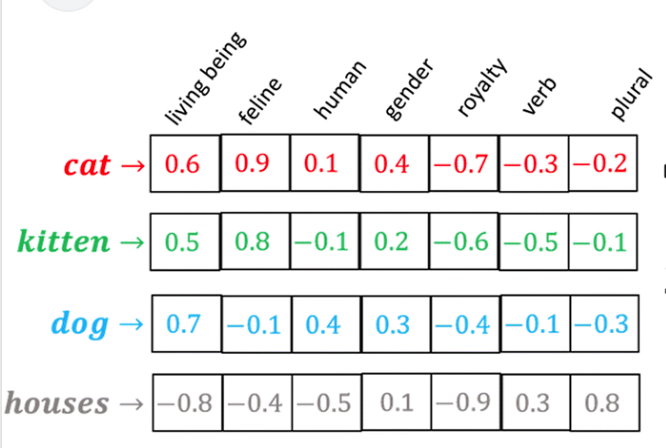 living being feline human gender royalty verb plural
cat → 0.6 0.9 0.1 0.4 −0.7 −0.3 −0.2
kitten → 0.5 0.8 −0.1 0.2 −0.6 −0.5 −0.1
dog → 0.7 −0.1 0.4 0.3 −0.4 −0.1 −0.3
houses → −0.8 −0.4 −0.5 0.1 −0.9 0.3 0.8